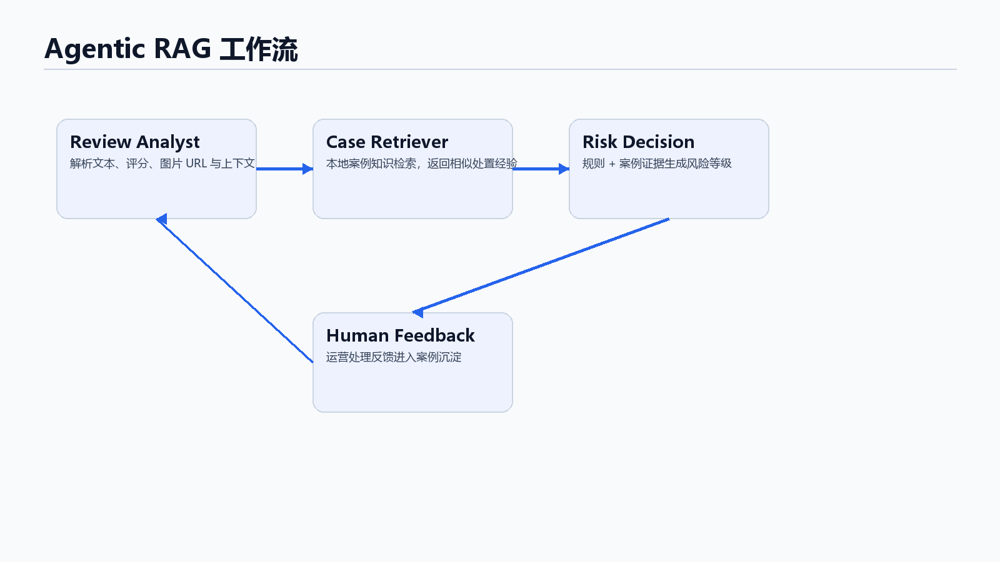 Agentic RAG 工作流
Review Analyst
解析文本、评分、图片 URL 与上下文
Case Retriever
本地案例知识检索，返回相似处置经验
Risk Decision
规则 + 案例证据生成风险等级
Human Feedback
运营处理反馈进入案例沉淀